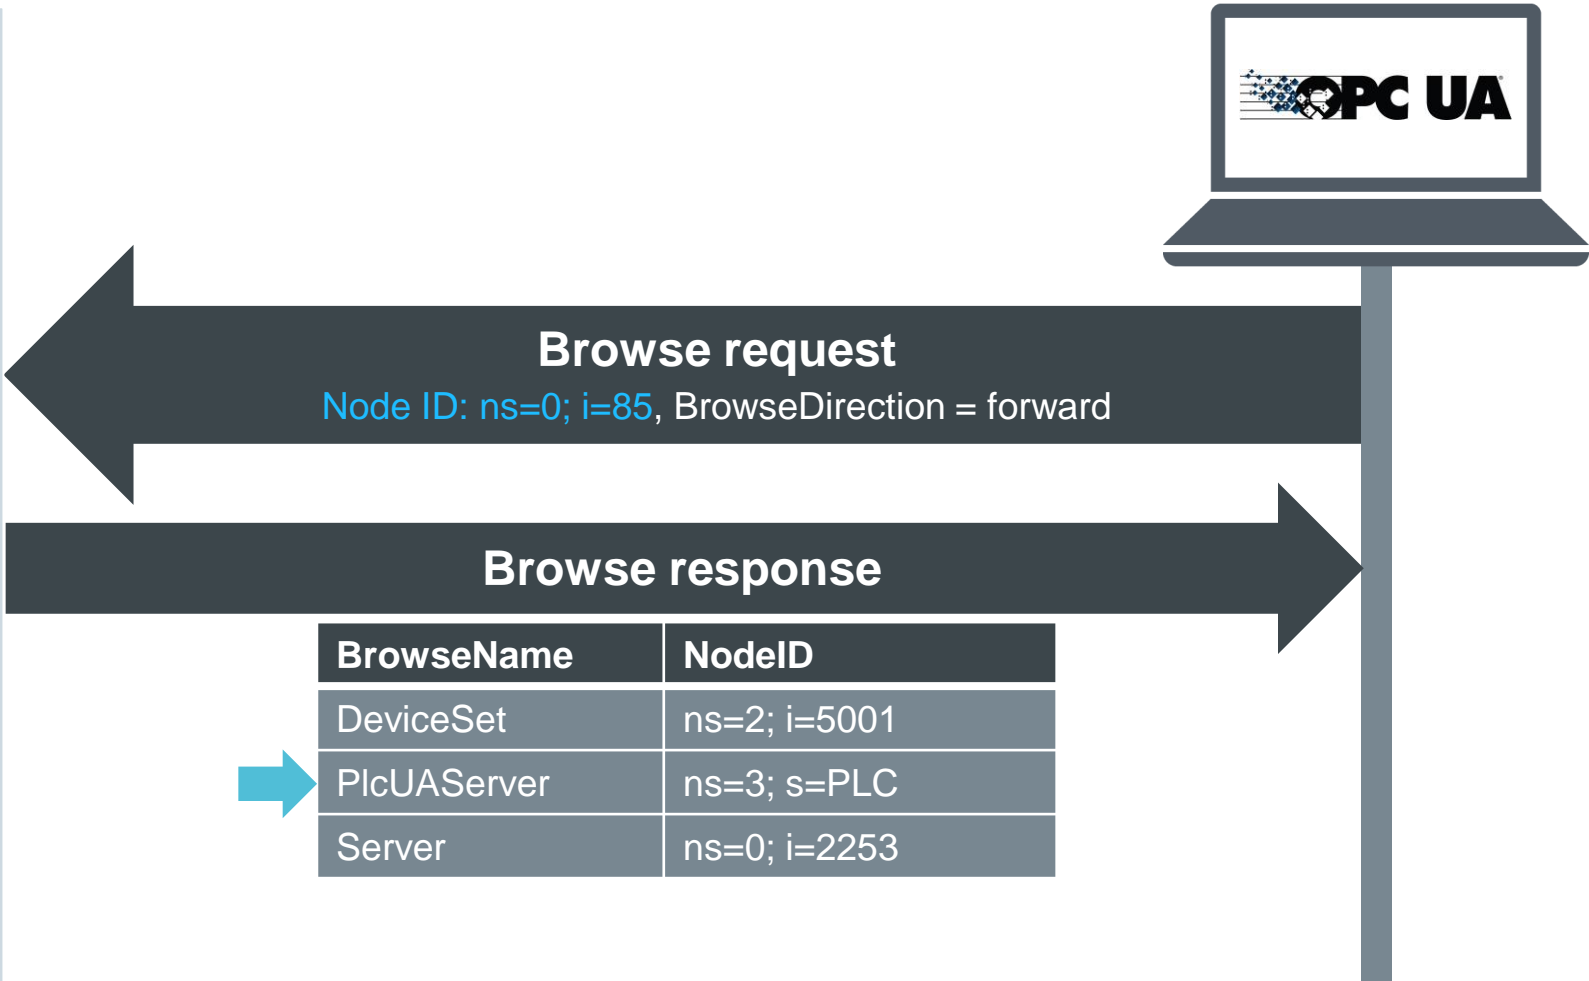 OPC UA
Browse request
Node ID: ns=0; i=85, BrowseDirection = forward
Browse response
BrowseName NodeID
DeviceSet ns=2; i=5001
PlcUAServer ns=3; s=PLC
Server ns=0; i=2253